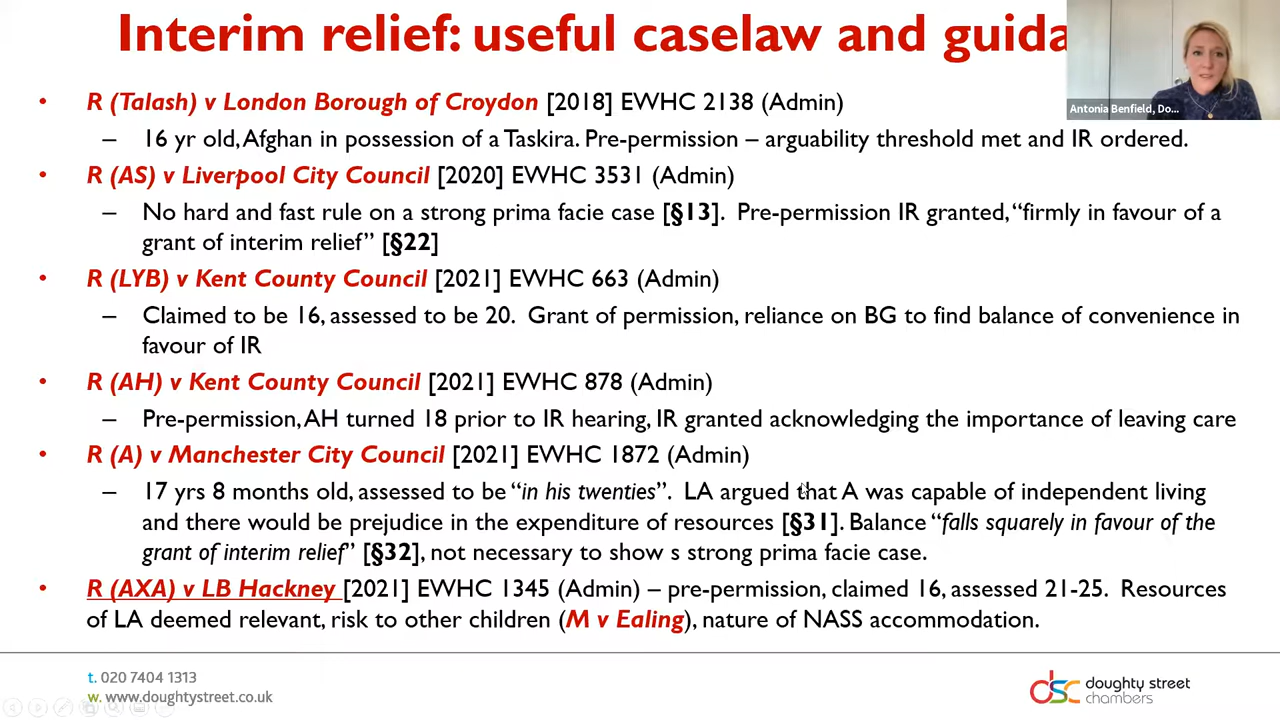 Interim relief: useful caselaw and guida
Antonia Benfield, Do...
• R (Talash) v London Borough of Croydon [2018] EWHC 2138 (Admin)
– 16 yr old, Afghan in possession of a Taskira. Pre-permission – arguability threshold met and IR ordered.
• R (AS) v Liverpool City Council [2020] EWHC 3531 (Admin)
– No hard and fast rule on a strong prima facie case [§13]. Pre-permission IR granted, “firmly in favour of a
grant of interim relief” [§22]
• R (LYB) v Kent County Council [2021] EWHC 663 (Admin)
– Claimed to be 16, assessed to be 20. Grant of permission, reliance on BG to find balance of convenience in
favour of IR
• R (AH) v Kent County Council [2021] EWHC 878 (Admin)
– Pre-permission, AH turned 18 prior to IR hearing, IR granted acknowledging the importance of leaving care
• R (A) v Manchester City Council [2021] EWHC 1872 (Admin)
– 17 yrs 8 months old, assessed to be “in his twenties”. LA argued that A was capable of independent living
and there would be prejudice in the expenditure of resources [§31]. Balance “falls squarely in favour of the
grant of interim relief” [§32], not necessary to show s strong prima facie case.
• R (AXA) v LB Hackney [2021] EWHC 1345 (Admin) – pre-permission, claimed 16, assessed 21-25. Resources
of LA deemed relevant, risk to other children (M v Ealing), nature of NASS accommodation.
t. 020 7404 1313
w. www.doughtystreet.co.uk
dsc doughty street
chambers